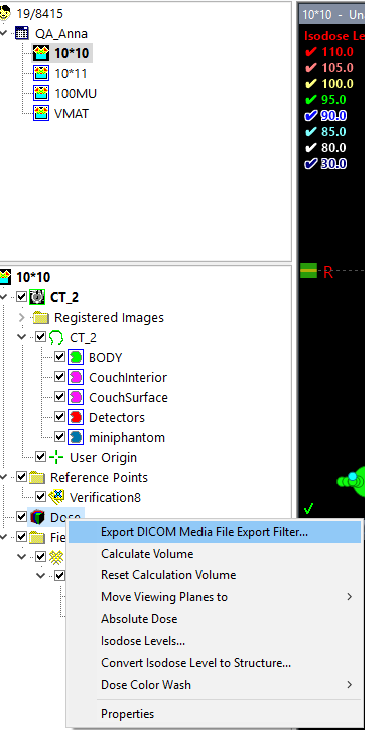 19/8415
QA_Anna
10*10
10*11
100MU
VMAT
10*10 - Una
Isodose Levels
110.0
105.0
100.0
95.0
90.0
85.0
80.0
30.0
R
10*10
CT_2
Registered Images
CT_2
BODY
CouchInterior
CouchSurface
Detectors
miniphantom
User Origin
Reference Points
Verification8
Dose
Fie
Export DICOM Media File Export Filter...
Calculate Volume
Reset Calculation Volume
Move Viewing Planes to
Absolute Dose
Isodose Levels...
Convert Isodose Level to Structure...
Dose Color Wash
Properties